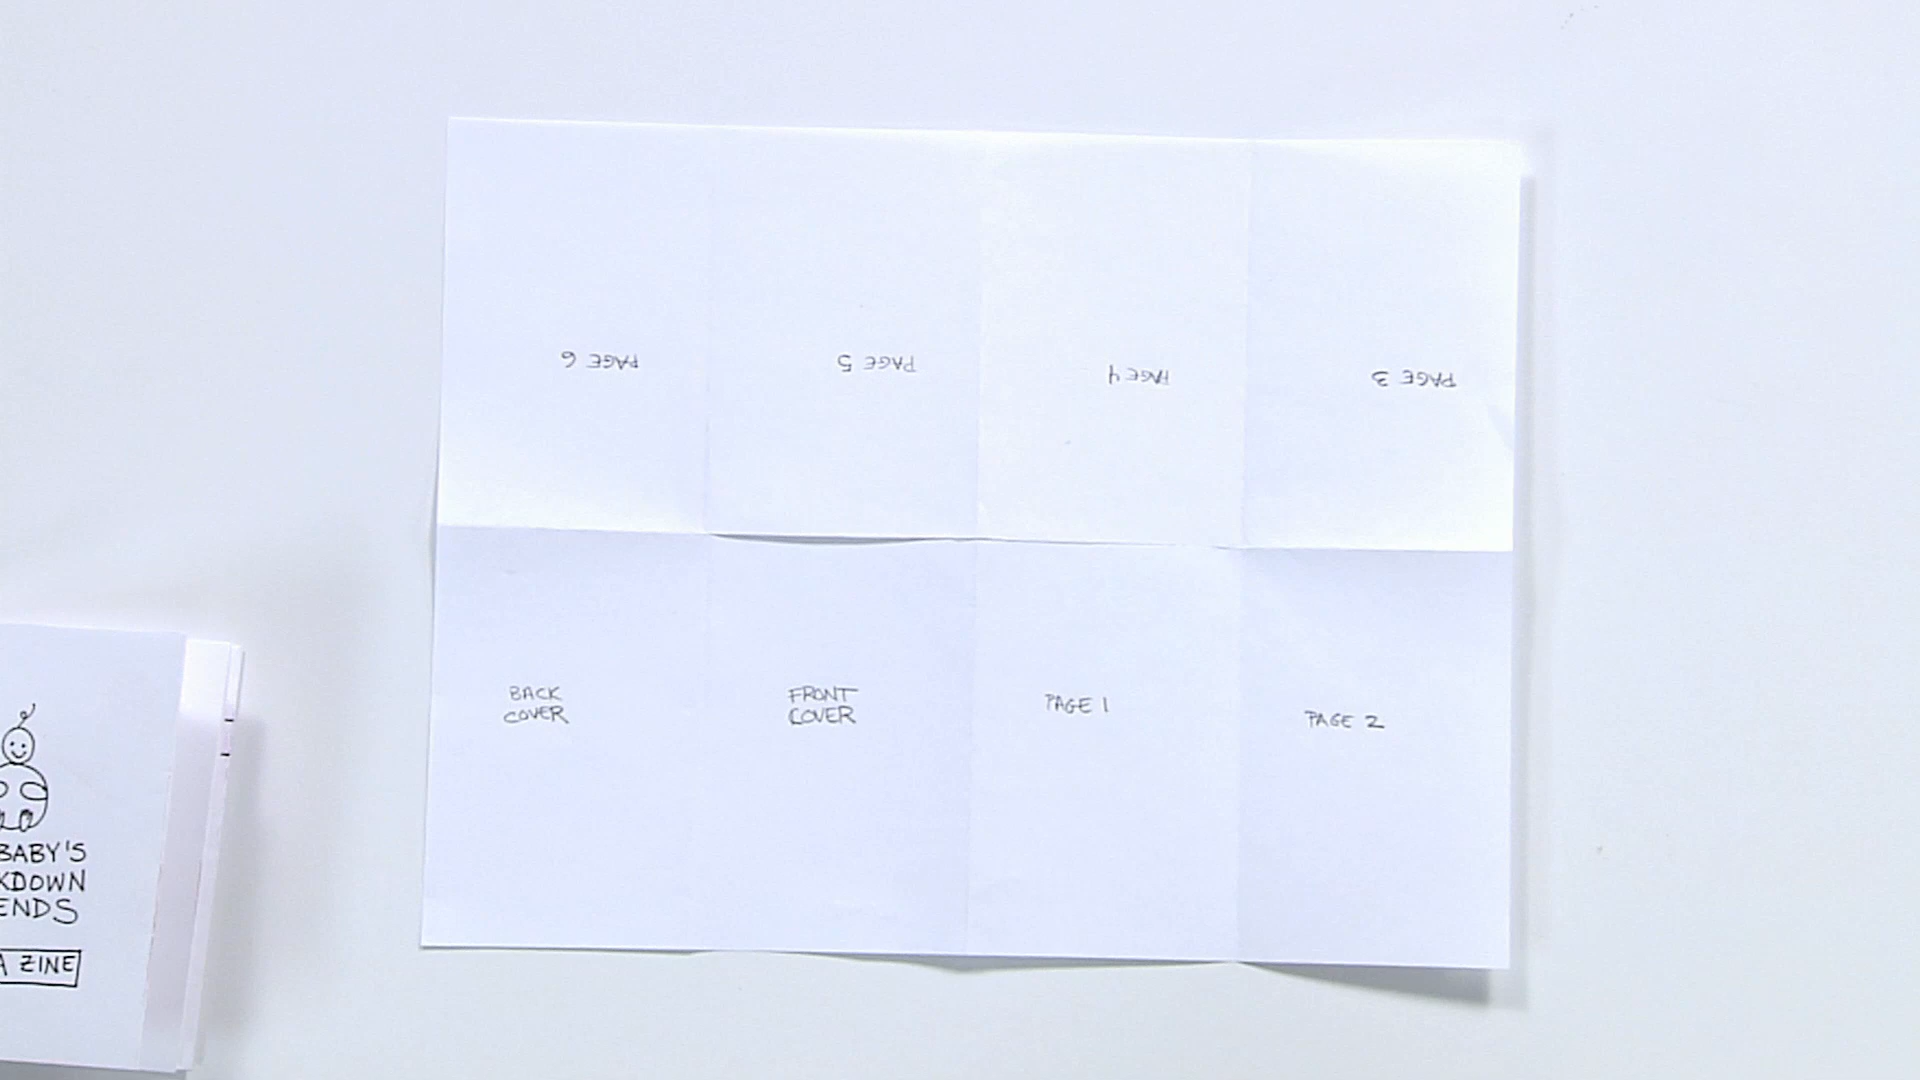 PAGE 6
PAGE 5
PAGE 4
PAGE 3
BACK
COVER
FRONT
COVER
PAGE 1
PAGE 2
BABY'S
KDOWN
ENDS
A ZINE